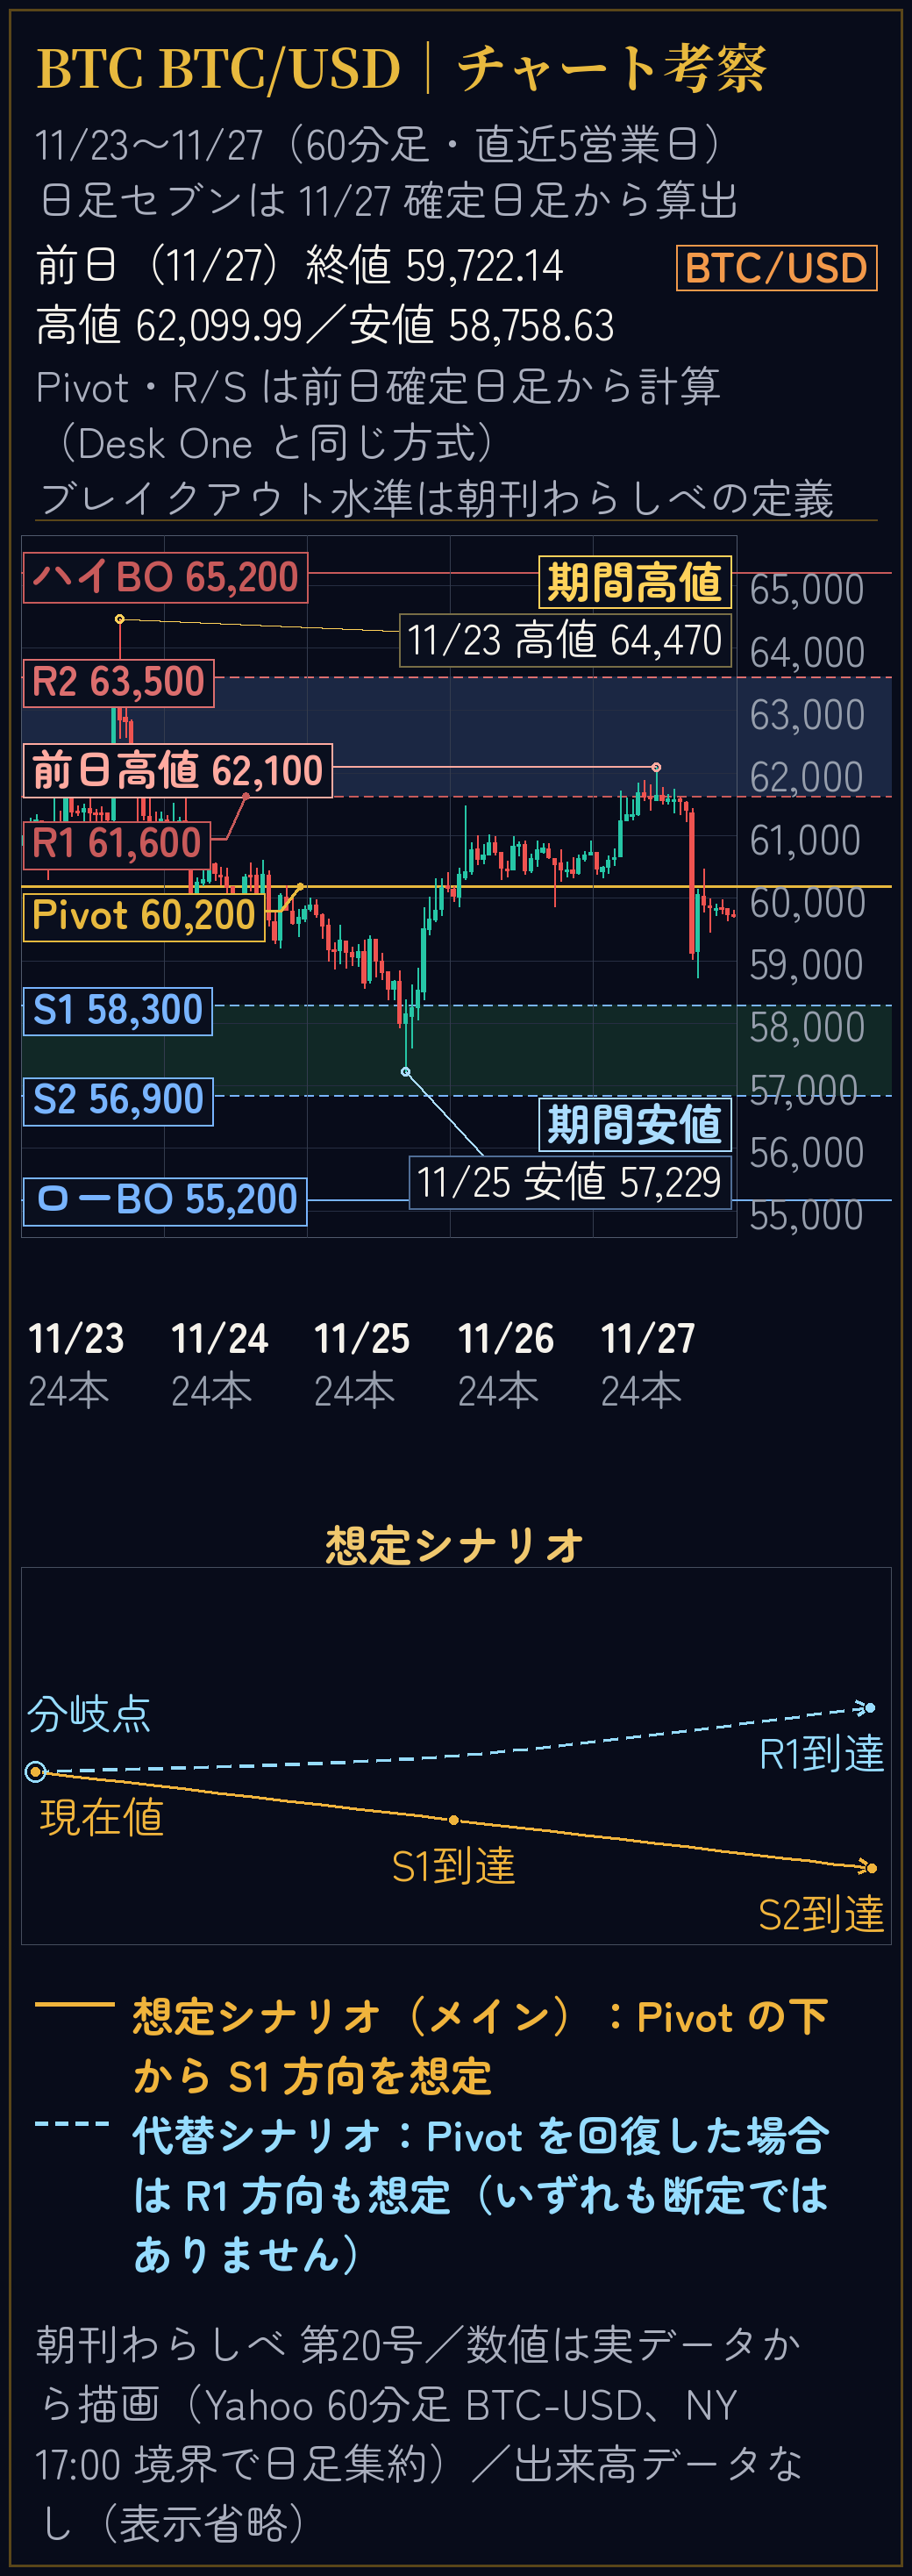 BTC BTC/USD｜チャート考察
11/23〜11/27（60分足・直近5営業日）
日足セブンは 11/27 確定日足から算出
前日（11/27）終値 59,722.14
BTC/USD
高値 62,099.99／安値 58,758.63
Pivot・R/S は前日確定日足から計算
（Desk One と同じ方式）
ブレイクアウト水準は朝刊わらしべの定義
ハイBO 65,200
期間高値
65,000
11/23 高値 64,470
64,000
R2 63,500
63,000
前日高値 62,100
62,000
R1 61,600
61,000
Pivot 60,200
60,000
59,000
S1 58,300
58,000
57,000
S2 56,900
期間安値
56,000
11/25 安値 57,229
ローBO 55,200
55,000
11/23
11/24
11/25
11/26
11/27
24本
24本
24本
24本
24本
想定シナリオ
分岐点
R1到達
現在値
S1到達
S2到達
想定シナリオ（メイン）：Pivot の下
から S1 方向を想定
代替シナリオ：Pivot を回復した場合
は R1 方向も想定（いずれも断定では
ありません）
朝刊わらしべ 第20号／数値は実データか
ら描画（Yahoo 60分足 BTC-USD、NY
17:00 境界で日足集約）／出来高データな
し（表示省略）